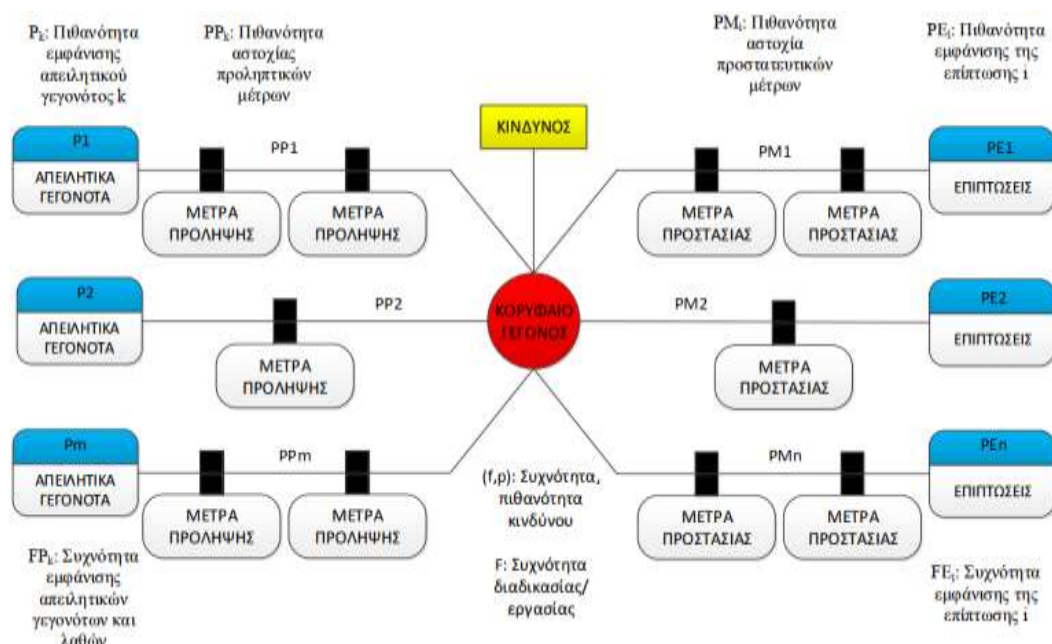 P_k: Πιθανότητα
εμφάνισης
απειλητικού
γεγονότος k
PP_k: Πιθανότητα
αστοχίας
προληπτικών
μέτρων
PM_i: Πιθανότητα
αστοχία
προστατευτικών
μέτρων
PE_i: Πιθανότητα
εμφάνισης της
επίπτωσης i
ΚΙΝΔΥΝΟΣ
P1
ΑΠΕΙΛΗΤΙΚΑ
ΓΕΓΟΝΟΤΑ
PP1
ΜΕΤΡΑ
ΠΡΟΛΗΨΗΣ
ΜΕΤΡΑ
ΠΡΟΛΗΨΗΣ
PM1
ΜΕΤΡΑ
ΠΡΟΣΤΑΣΙΑΣ
ΜΕΤΡΑ
ΠΡΟΣΤΑΣΙΑΣ
PE1
ΕΠΙΠΤΩΣΕΙΣ
P2
ΑΠΕΙΛΗΤΙΚΑ
ΓΕΓΟΝΟΤΑ
PP2
ΜΕΤΡΑ
ΠΡΟΛΗΨΗΣ
ΚΟΡΥΦΑΙΟ
ΓΕΓΟΝΟΣ
PM2
ΜΕΤΡΑ
ΠΡΟΣΤΑΣΙΑΣ
PE2
ΕΠΙΠΤΩΣΕΙΣ
Pm
ΑΠΕΙΛΗΤΙΚΑ
ΓΕΓΟΝΟΤΑ
PPm
ΜΕΤΡΑ
ΠΡΟΛΗΨΗΣ
ΜΕΤΡΑ
ΠΡΟΛΗΨΗΣ
PMn
ΜΕΤΡΑ
ΠΡΟΣΤΑΣΙΑΣ
ΜΕΤΡΑ
ΠΡΟΣΤΑΣΙΑΣ
PEn
ΕΠΙΠΤΩΣΕΙΣ
(f,p): Συχνότητα,
πιθανότητα
κινδύνου
F: Συχνότητα
διαδικασίας/
εργασίας
FP_k: Συχνότητα
εμφάνισης
απειλητικών
γεγονότων και
λαθών
FE_i: Συχνότητα
εμφάνισης της
επίπτωσης i